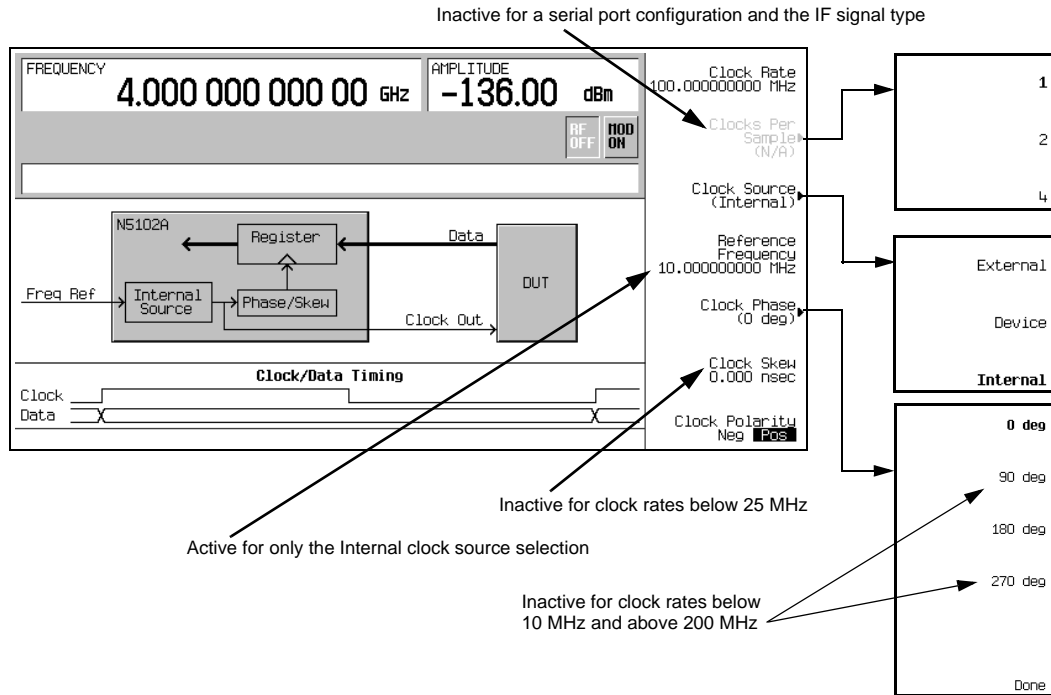 Inactive for a serial port configuration and the IF signal type
FREQUENCY
4.000 000 000 00 GHz
AMPLITUDE
-136.00 dBm
RF
OFF
MOD
ON
N5102A
Register
Data
DUT
Freq Ref
Internal
Source
Phase/Skew
Clock Out
Clock/Data Timing
Clock
Data
Clock Rate
100.000000000 MHz
Clocks Per
Sample
(N/A)
Clock Source
(Internal)
Reference
Frequency
10.000000000 MHz
Clock Phase
(0 deg)
Clock Skew
0.000 nsec
Clock Polarity
Neg Pos
1
2
4
External
Device
Internal
0 deg
90 deg
180 deg
270 deg
Done
Inactive for clock rates below 25 MHz
Active for only the Internal clock source selection
Inactive for clock rates below
10 MHz and above 200 MHz